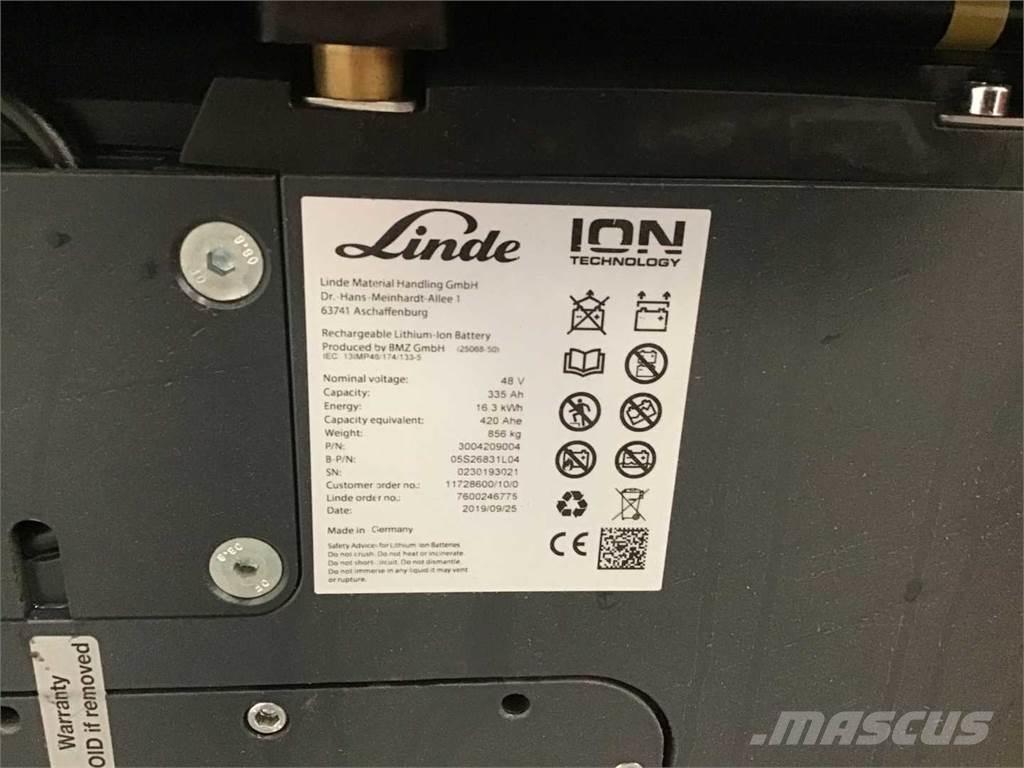 Linde
ION
TECHNOLOGY
Linde Material Handling GmbH
Dr.-Hans-Meinhardt-Allee 1
63741 Aschaffenburg
Rechargeable Lithium-Ion Battery
Produced by BMZ GmbH (25068-50)
IEC 13IMP46/174/133-5
Nominal voltage: 48 V
Capacity: 335 Ah
Energy: 16.3 kWh
Capacity equivalent: 420 Ahe
Weight: 856 kg
P/N: 3004209004
B-P/N: 05S26831L04
SN: 0230193021
Customer order no.: 11728600/10/0
Linde order no.: 7600246775
Date: 2019/09/25
Made in Germany
CE
Safety Advice for Lithium Ion Batteries
Do not crush. Do not heat or incinerate.
Do not short-circuit. Do not dismantle.
Do not immerse in any liquid it may vent
or rupture.
Warranty
OID if removed
08.8
08.8
MASCUS